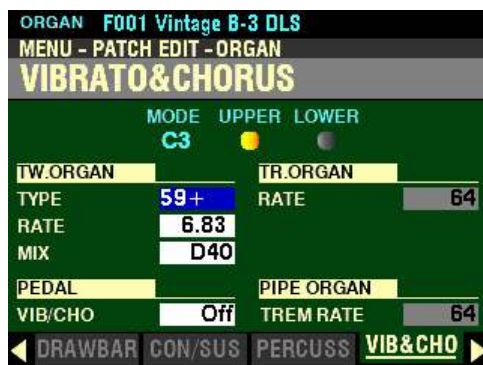 ORGAN F001 Vintage B-3 DLS
MENU - PATCH EDIT - ORGAN
VIBRATO&CHORUS
MODE UPPER LOWER
C3
TW.ORGAN TR.ORGAN
TYPE 59+ RATE 64
RATE 6.83
MIX D40
PEDAL PIPE ORGAN
VIB/CHO Off TREM RATE 64
DRAWBAR CON/SUS PERCUSS VIB&CHO